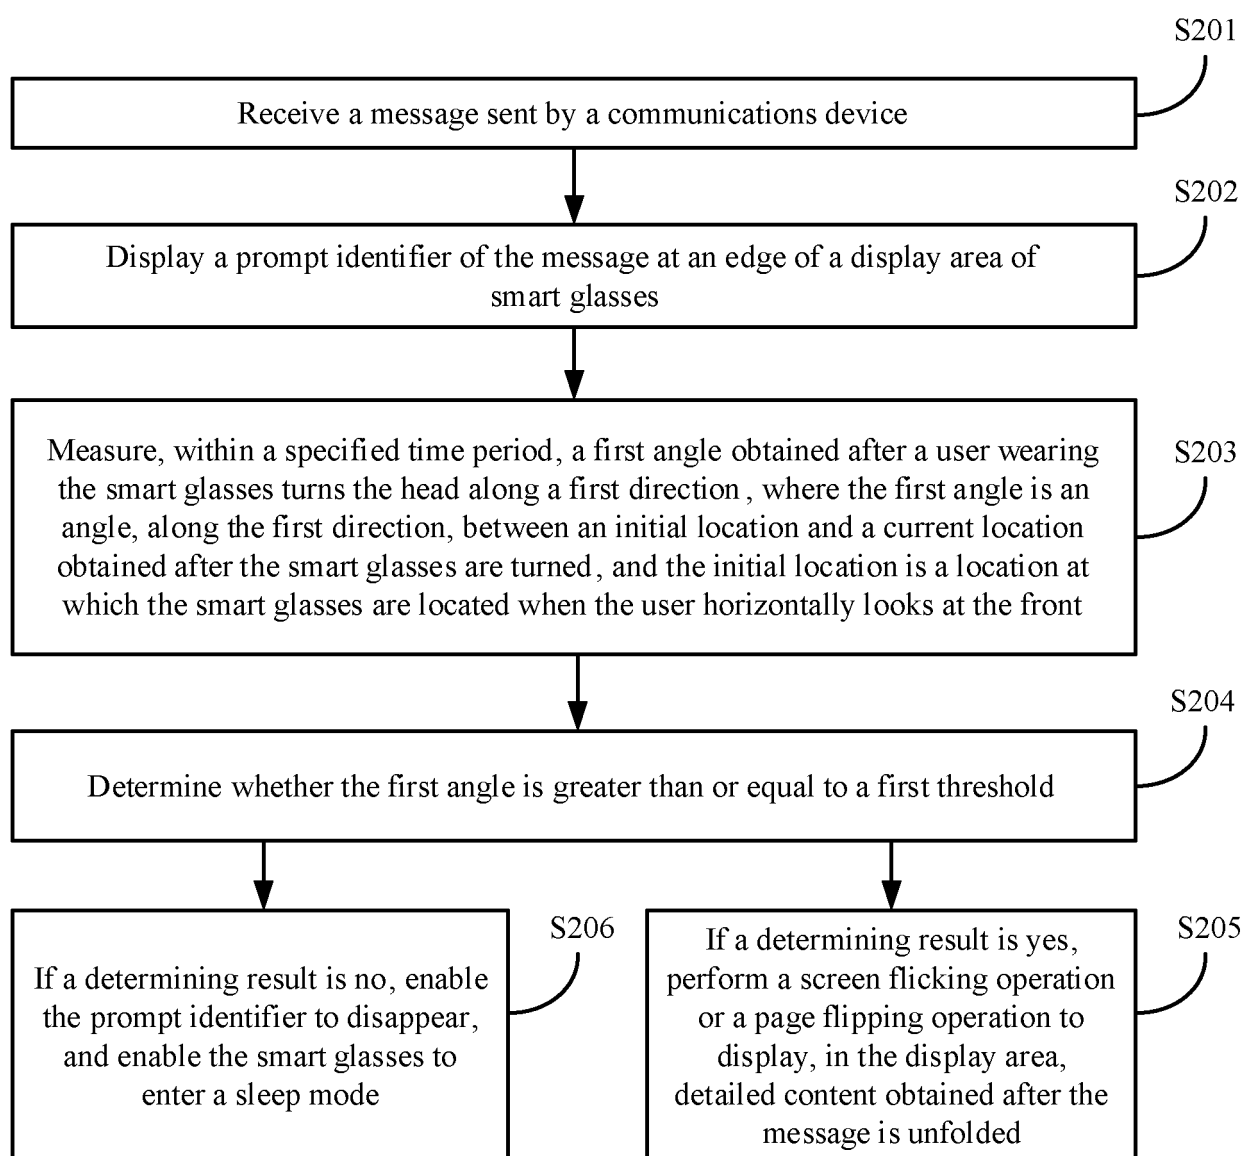 S201
Receive a message sent by a communications device
S202
Display a prompt identifier of the message at an edge of a display area of
smart glasses
S203
Measure, within a specified time period, a first angle obtained after a user wearing
the smart glasses turns the head along a first direction, where the first angle is an
angle, along the first direction, between an initial location and a current location
obtained after the smart glasses are turned, and the initial location is a location at
which the smart glasses are located when the user horizontally looks at the front
S204
Determine whether the first angle is greater than or equal to a first threshold
S206
If a determining result is no, enable
the prompt identifier to disappear,
and enable the smart glasses to
enter a sleep mode
S205
If a determining result is yes,
perform a screen flicking operation
or a page flipping operation to
display, in the display area,
detailed content obtained after the
message is unfolded